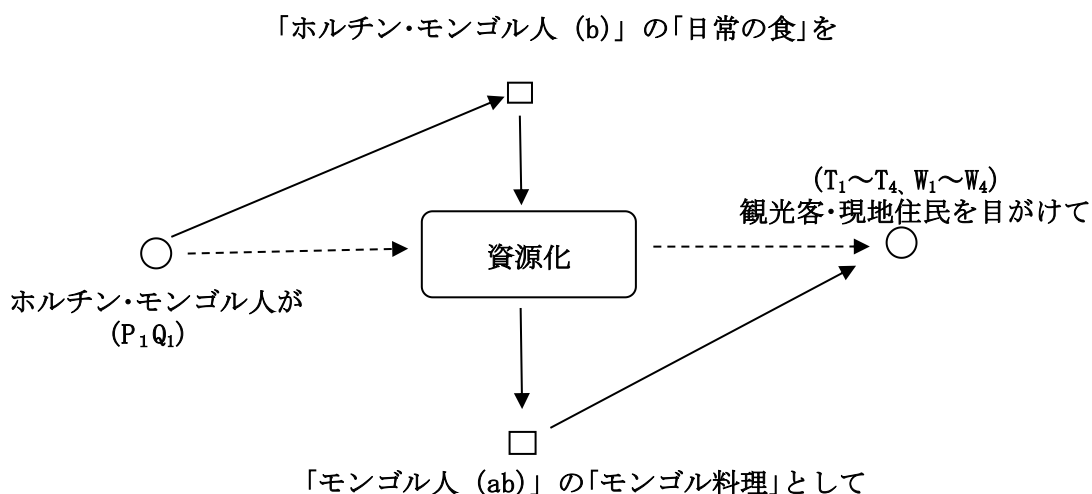 「ホルチン・モンゴル人（b）」の「日常の食」を
(T₁～T₄、W₁～W₄)
観光客・現地住民を目がけて
資源化
ホルチン・モンゴル人が
(P₁Q₁)
「モンゴル人（ab）」の「モンゴル料理」として